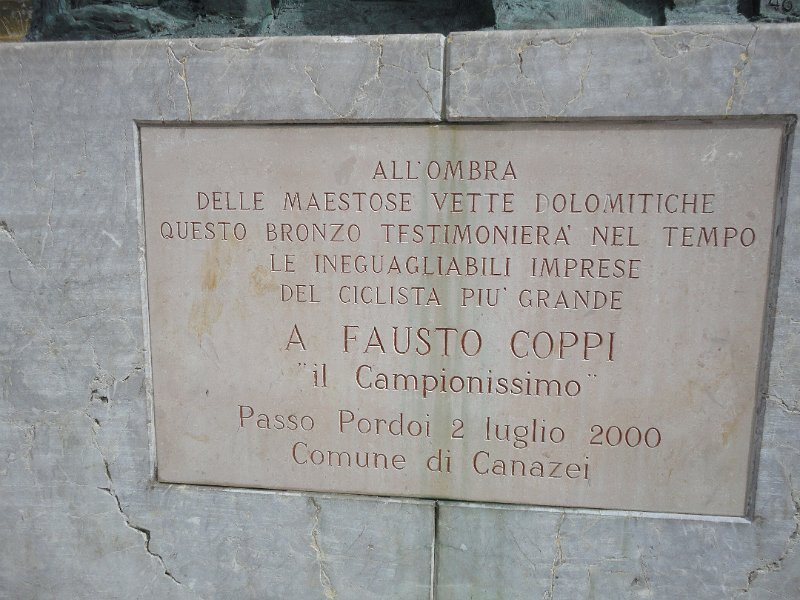 ALL'OMBRA
DELLE MAESTOSE VETTE DOLOMITICHE
QUESTO BRONZO TESTIMONIERA' NEL TEMPO
LE INEGUAGLIABILI IMPRESE
DEL CICLISTA PIU' GRANDE
A FAUSTO COPPI
"il Campionissimo"
Passo Pordoi 2 luglio 2000
Comune di Canazei